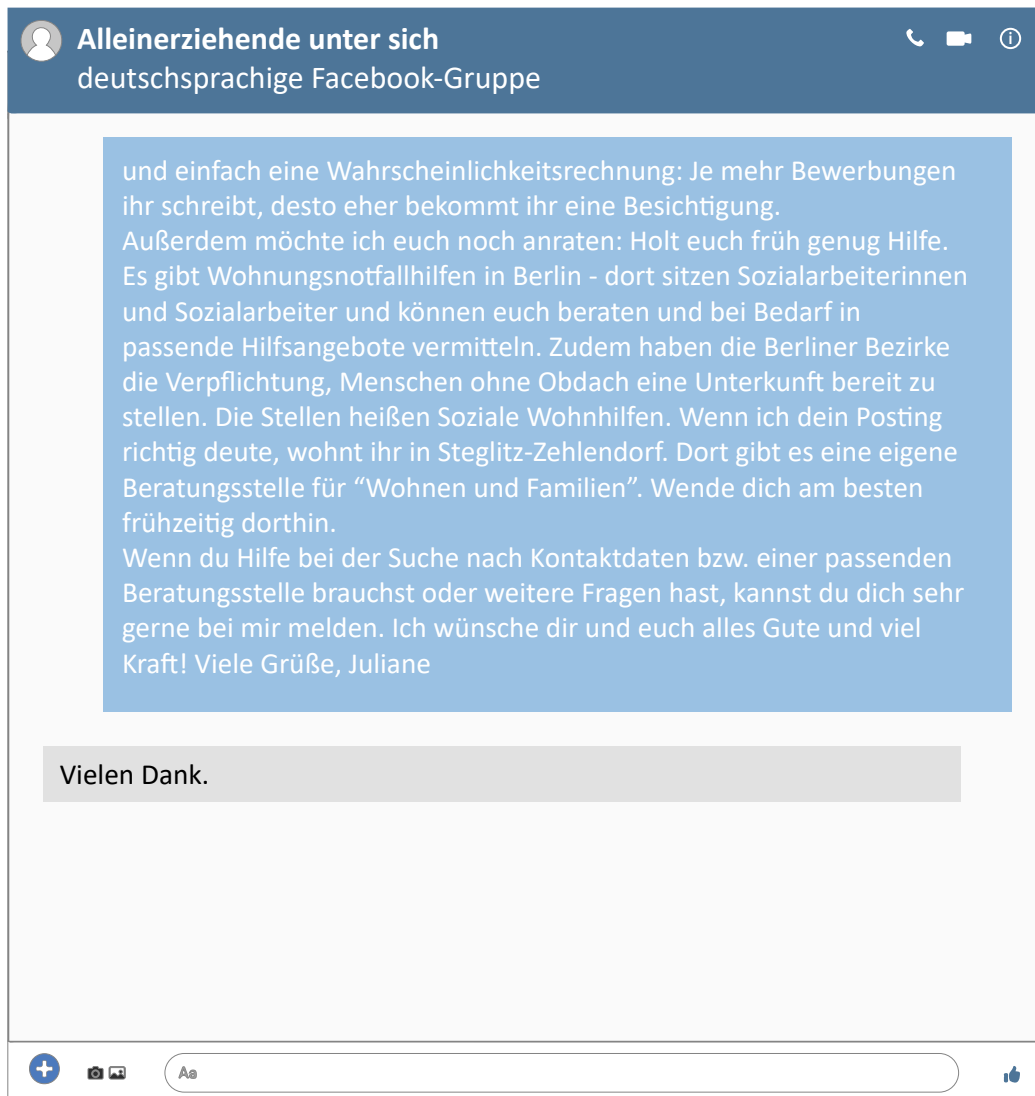 Alleinerziehende unter sich
deutschsprachige Facebook-Gruppe
und einfach eine Wahrscheinlichkeitsrechnung: Je mehr Bewerbungen
ihr schreibt, desto eher bekommt ihr eine Besichtigung.
Außerdem möchte ich euch noch anraten: Holt euch früh genug Hilfe.
Es gibt Wohnungsnotfallhilfen in Berlin - dort sitzen Sozialarbeiterinnen
und Sozialarbeiter und können euch beraten und bei Bedarf in
passende Hilfsangebote vermitteln. Zudem haben die Berliner Bezirke
die Verpflichtung, Menschen ohne Obdach eine Unterkunft bereit zu
stellen. Die Stellen heißen Soziale Wohnhilfen. Wenn ich dein Posting
richtig deute, wohnt ihr in Steglitz-Zehlendorf. Dort gibt es eine eigene
Beratungsstelle für “Wohnen und Familien”. Wende dich am besten
frühzeitig dorthin.
Wenn du Hilfe bei der Suche nach Kontaktdaten bzw. einer passenden
Beratungsstelle brauchst oder weitere Fragen hast, kannst du dich sehr
gerne bei mir melden. Ich wünsche dir und euch alles Gute und viel
Kraft! Viele Grüße, Juliane
Vielen Dank.
Aa